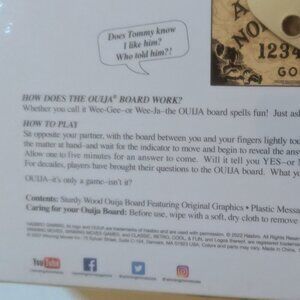 Does Tommy know
I like him?
Who told him?!
1234
GO
HOW DOES THE OUIJA® BOARD WORK?
Whether you call it Wee-Gee- or Wee-Ja-the OUIJA board spells fun! Just ask
HOW TO PLAY
Sit opposite your partner, with the board between you and your fingers lightly tou
the matter at-hand-and wait for the indicator to move and begin to reveal the answ
Allow one to five minutes for an answer to come. Will it tell you YES-or
For decades, players have brought their questions to the OUIJA board. What yo
OUIJA-it's only a game-isn't it?
Contents: Sturdy Wood Ouija Board Featuring Original Graphics • Plastic Messa
Caring for your Ouija Board: Before use, wipe with a soft, dry cloth to remove
You Tube